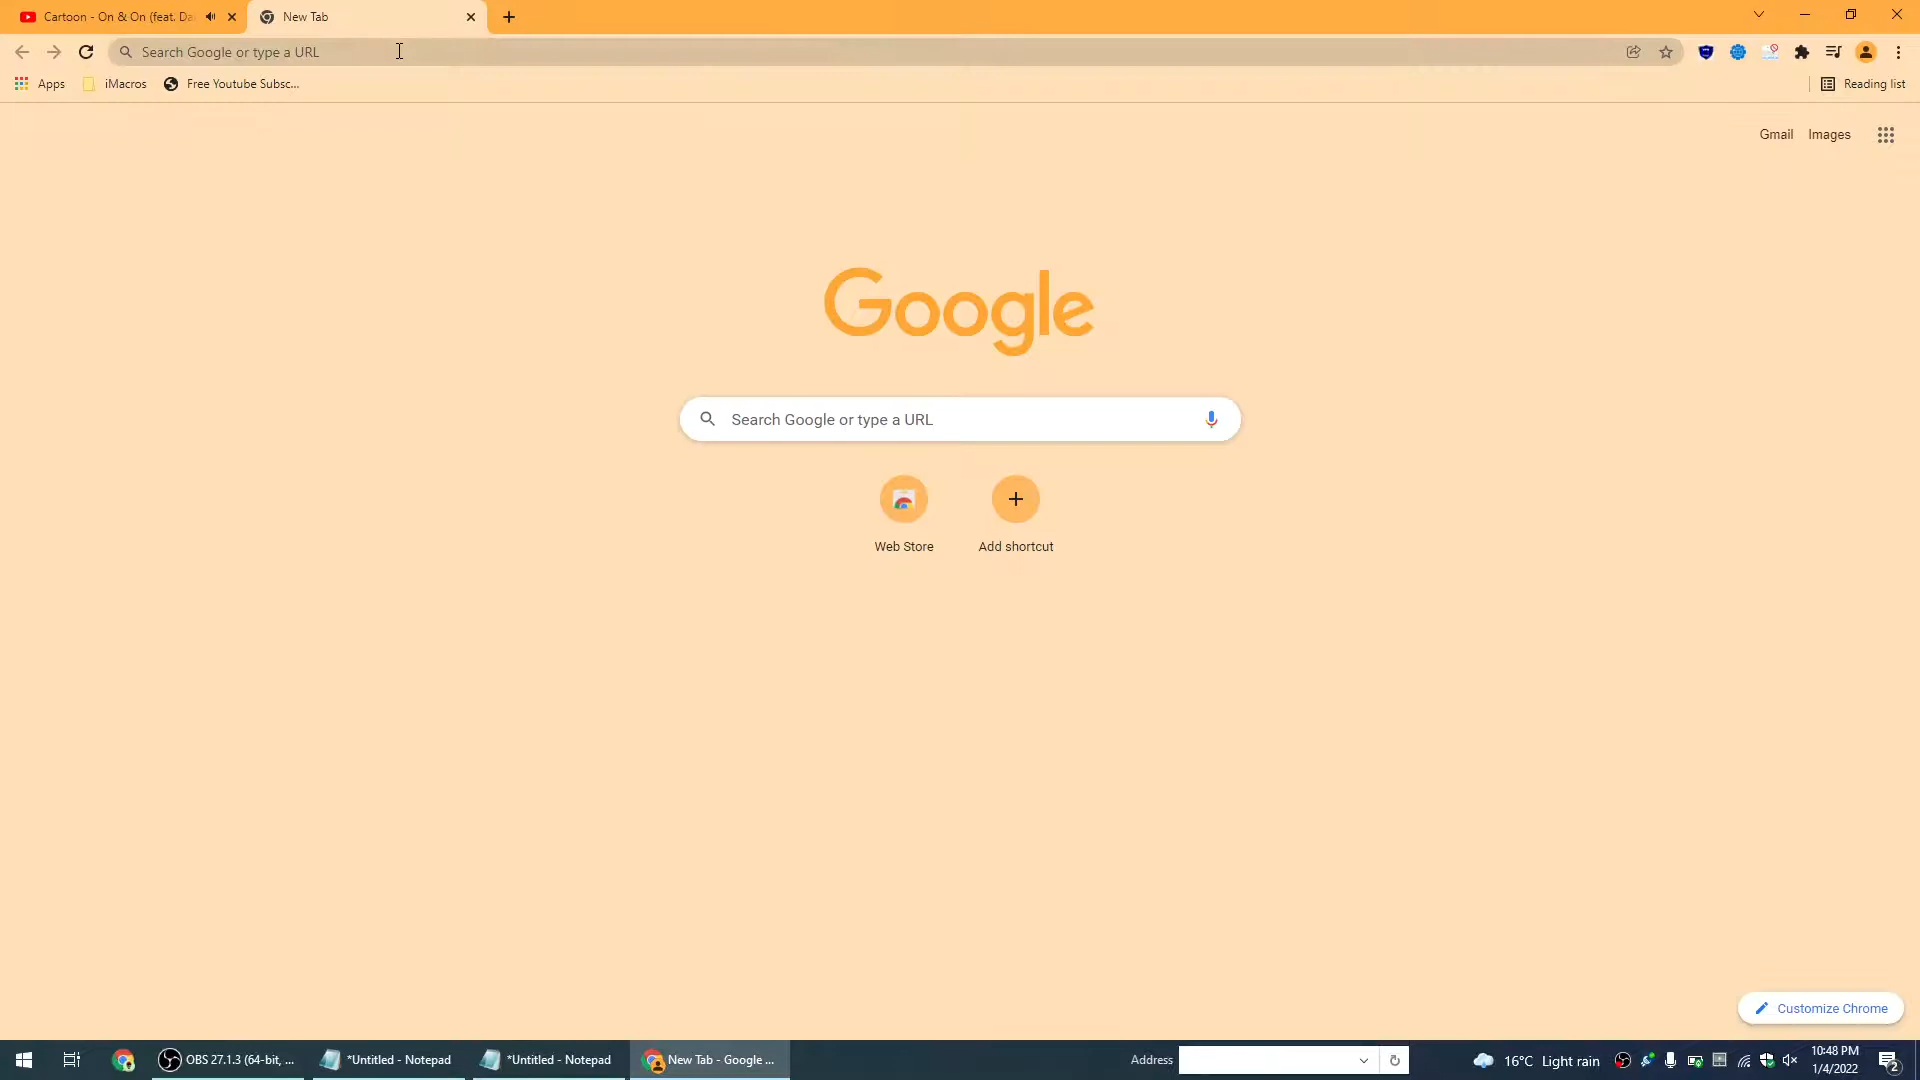 Cartoon - On & On (feat. Da
New Tab
Search Google or type a URL
Apps
iMacros
Free Youtube Subsc...
Reading list
Gmail
Images
Google
Search Google or type a URL
Web Store
Add shortcut
Customize Chrome
OBS 27.1.3 (64-bit, ...
*Untitled - Notepad
*Untitled - Notepad
New Tab - Google ...
Address
16°C Light rain
10:48 PM
1/4/2022
2